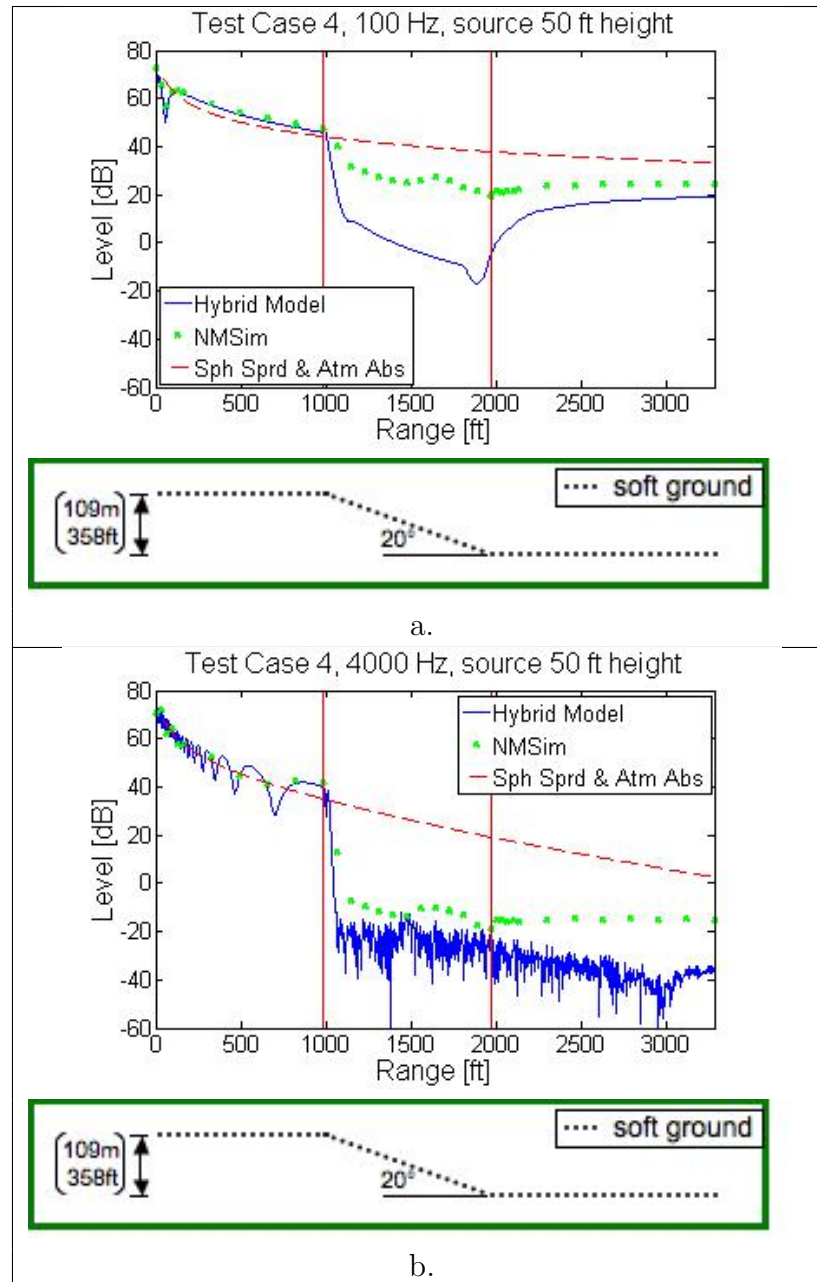 Test Case 4, 100 Hz, source 50 ft height
80
60
40
20
0
-20
-40
-60
Level [dB]
Hybrid Model
NMSim
Sph Sprd & Atm Abs
0 500 1000 1500 2000 2500 3000
Range [ft]
soft ground
109m
358ft
20°
a.
Test Case 4, 4000 Hz, source 50 ft height
80
60
40
20
0
-20
-40
-60
Level [dB]
Hybrid Model
NMSim
Sph Sprd & Atm Abs
0 500 1000 1500 2000 2500 3000
Range [ft]
soft ground
109m
358ft
20°
b.